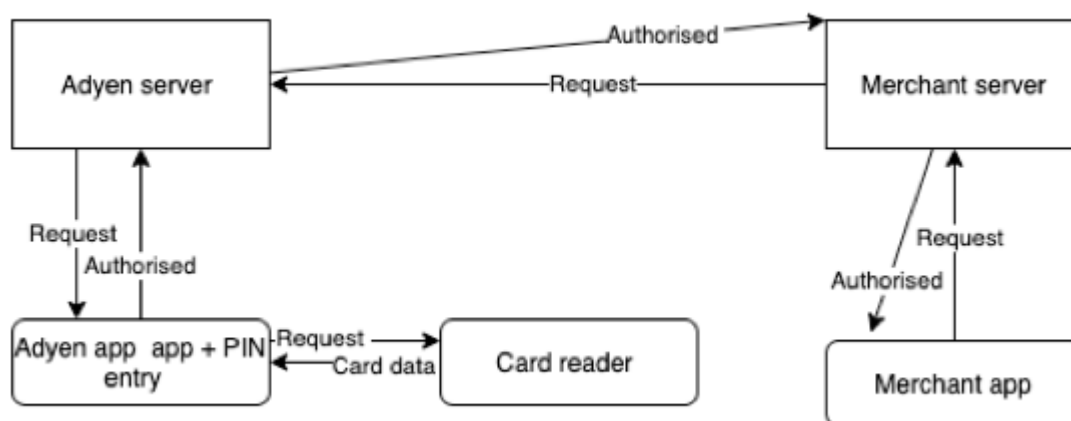 Authorised
Adyen server
Request
Merchant server
Request
Authorised
Request
Authorised
Adyen app  app + PIN
entry
Request
Card data
Card reader
Merchant app